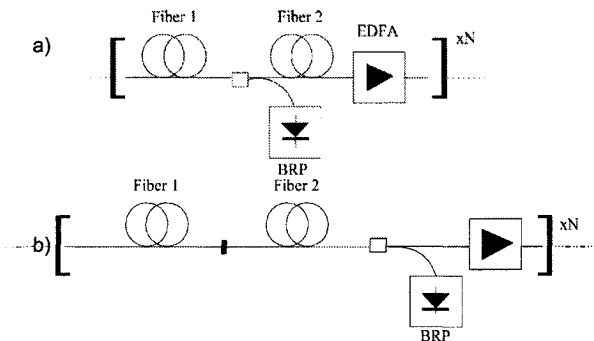 Fiber 1 Fiber 2 EDFA
a) xN
BRP
Fiber 1 Fiber 2
b) xN
BRP